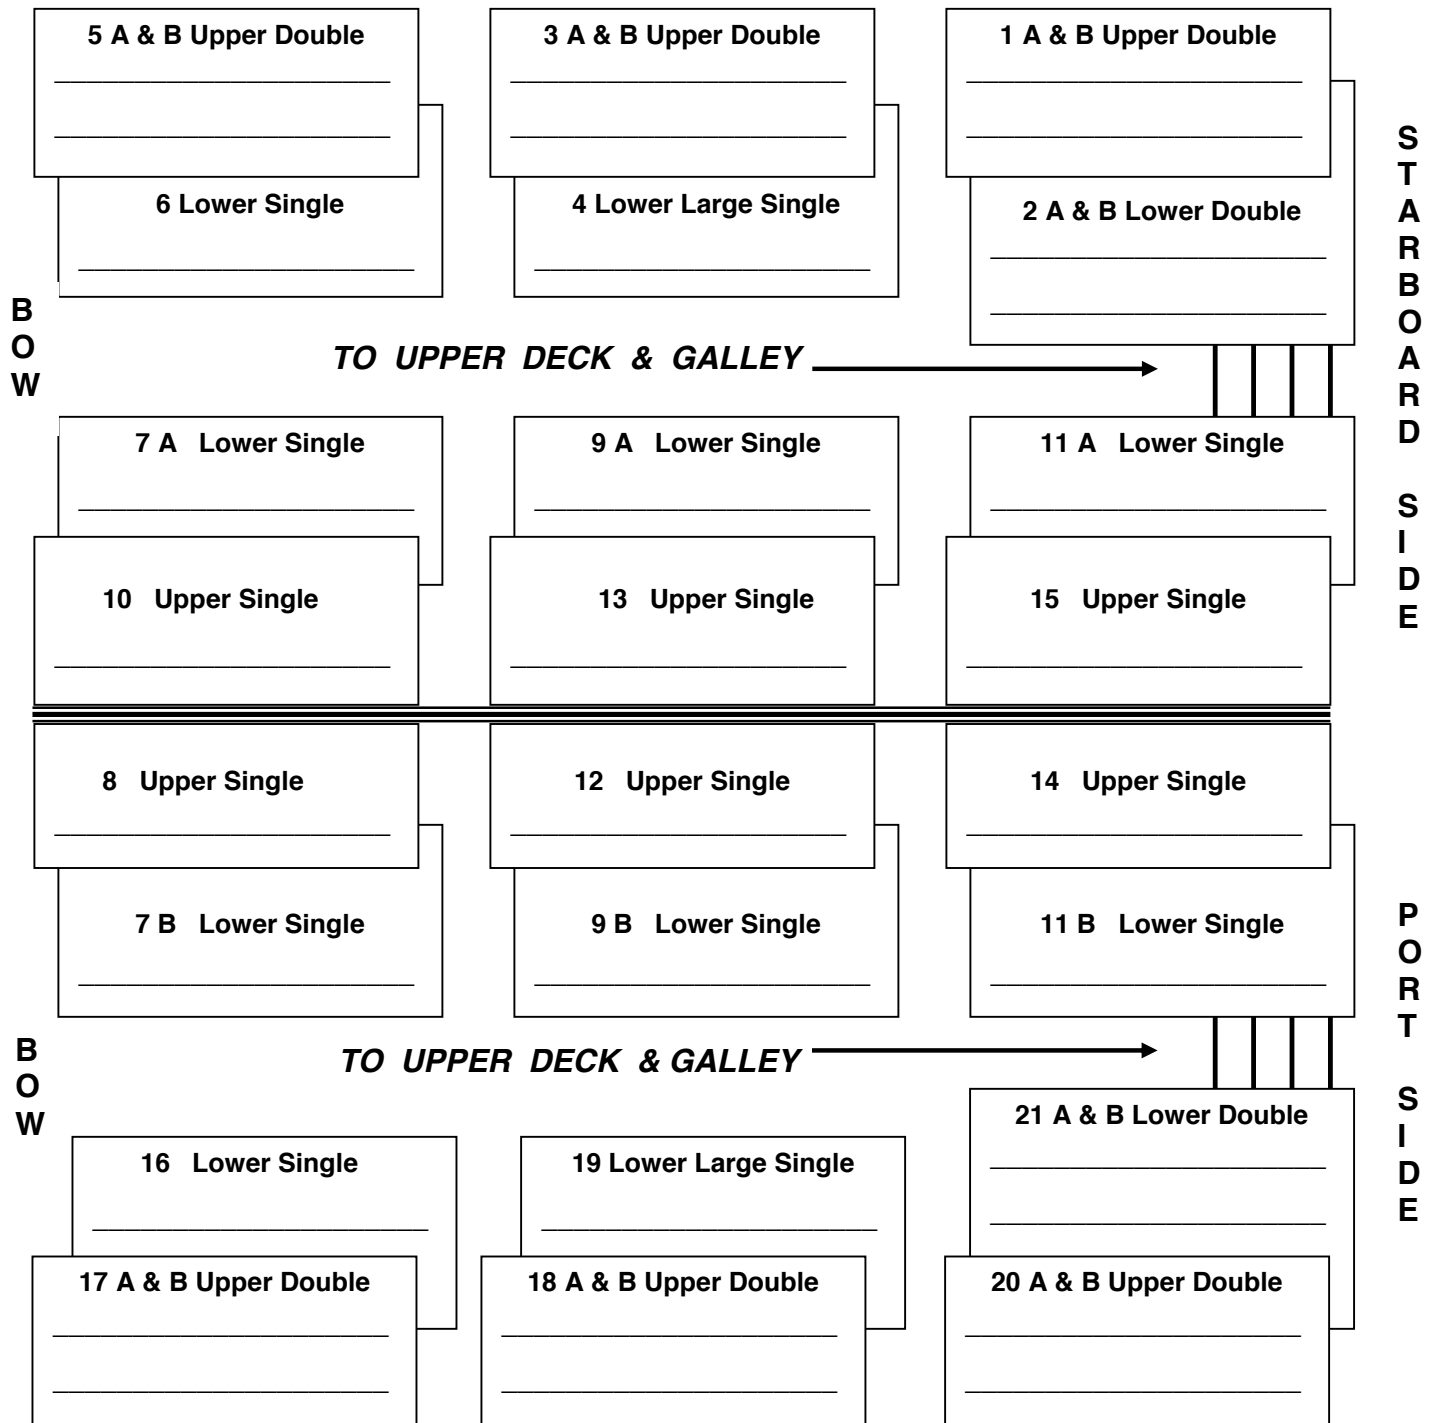 5 A & B Upper Double
3 A & B Upper Double
1 A & B Upper Double
6 Lower Single
4 Lower Large Single
2 A & B Lower Double
STARBOARD SIDE
BOW
TO UPPER DECK & GALLEY
7 A Lower Single
9 A Lower Single
11 A Lower Single
10 Upper Single
13 Upper Single
15 Upper Single
8 Upper Single
12 Upper Single
14 Upper Single
7 B Lower Single
9 B Lower Single
11 B Lower Single
PORT SIDE
BOW
TO UPPER DECK & GALLEY
21 A & B Lower Double
16 Lower Single
19 Lower Large Single
17 A & B Upper Double
18 A & B Upper Double
20 A & B Upper Double